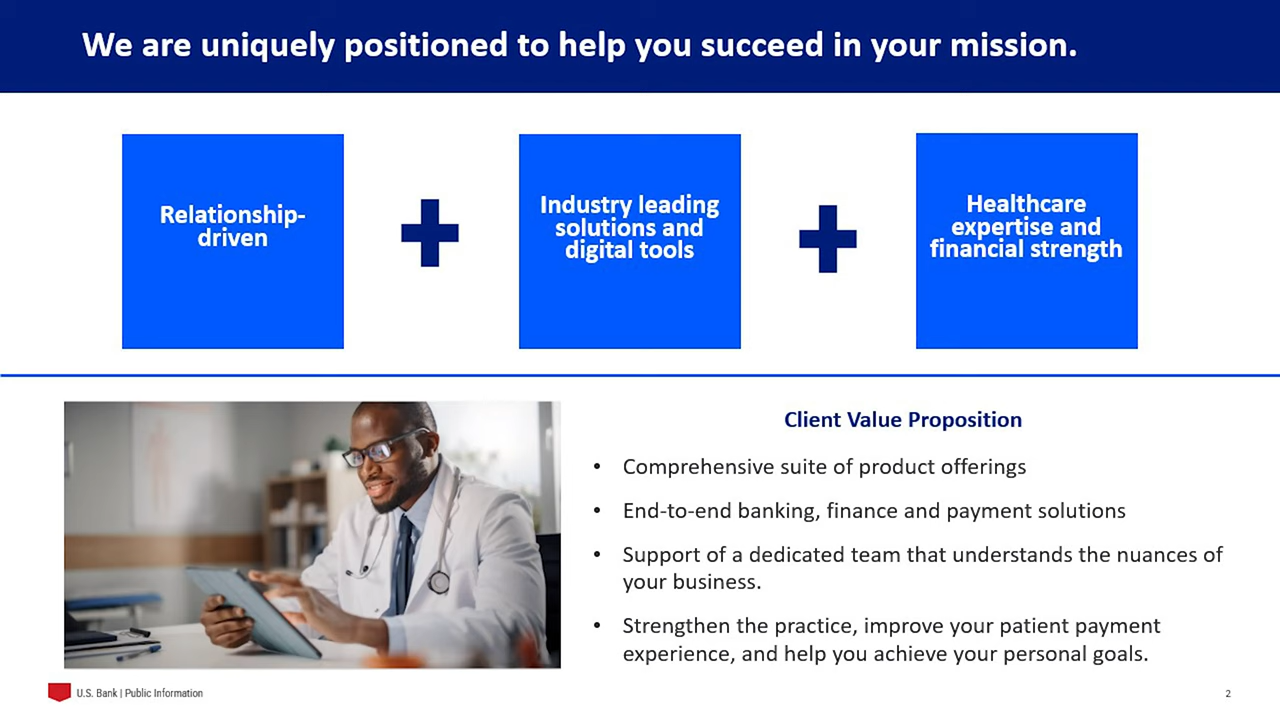 We are uniquely positioned to help you succeed in your mission.
Relationship-
driven
Industry leading
solutions and
digital tools
Healthcare
expertise and
financial strength
Client Value Proposition
• Comprehensive suite of product offerings
• End-to-end banking, finance and payment solutions
• Support of a dedicated team that understands the nuances of
your business.
• Strengthen the practice, improve your patient payment
experience, and help you achieve your personal goals.
U.S. Bank | Public Information
2